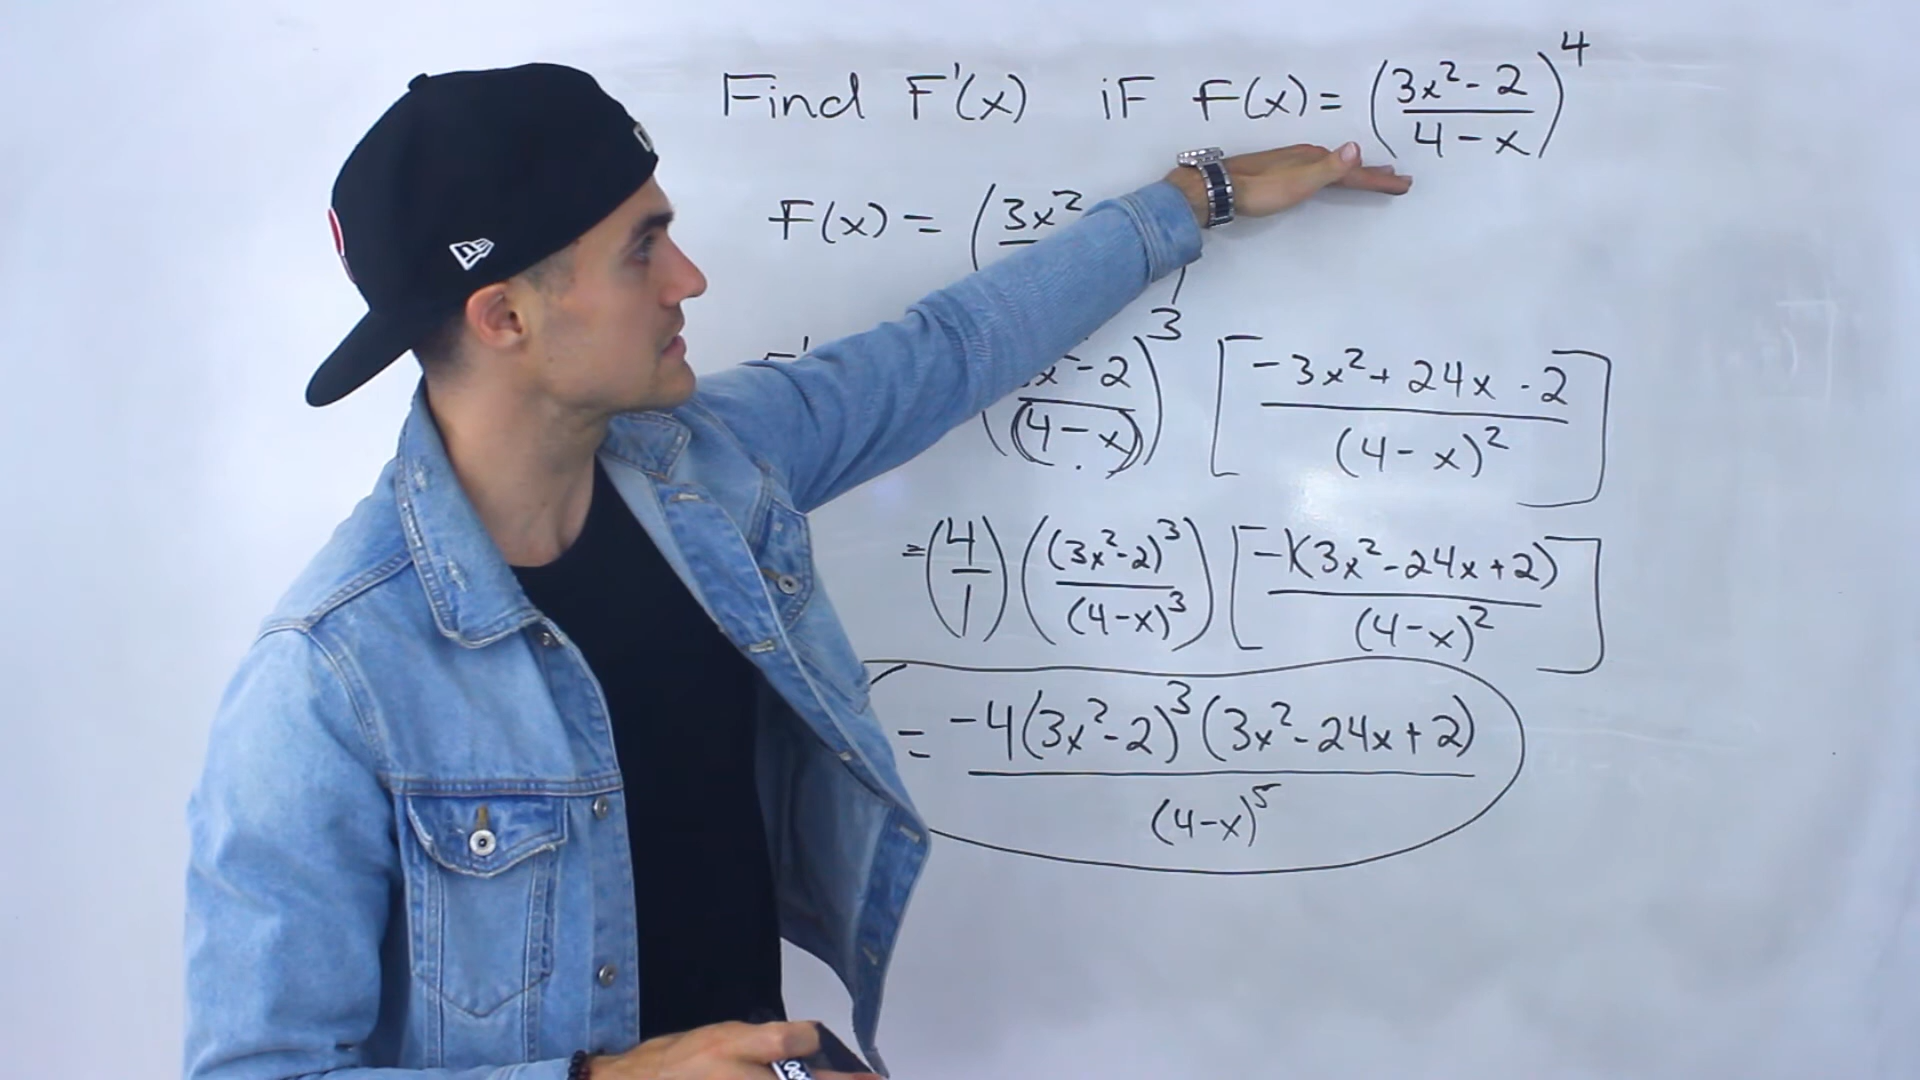 Find F'(x) iF F(x) = ((3x² - 2)/(4 - x))⁴
F(x) = (3x²
x² - 2)/(4 - x))³ [(-3x² + 24x - 2)/(4 - x)²]
= (4/1) ((3x² - 2)³/(4 - x)³) [-1(3x² - 24x + 2)/(4 - x)²]
= -4(3x² - 2)³(3x² - 24x + 2)/(4 - x)⁵